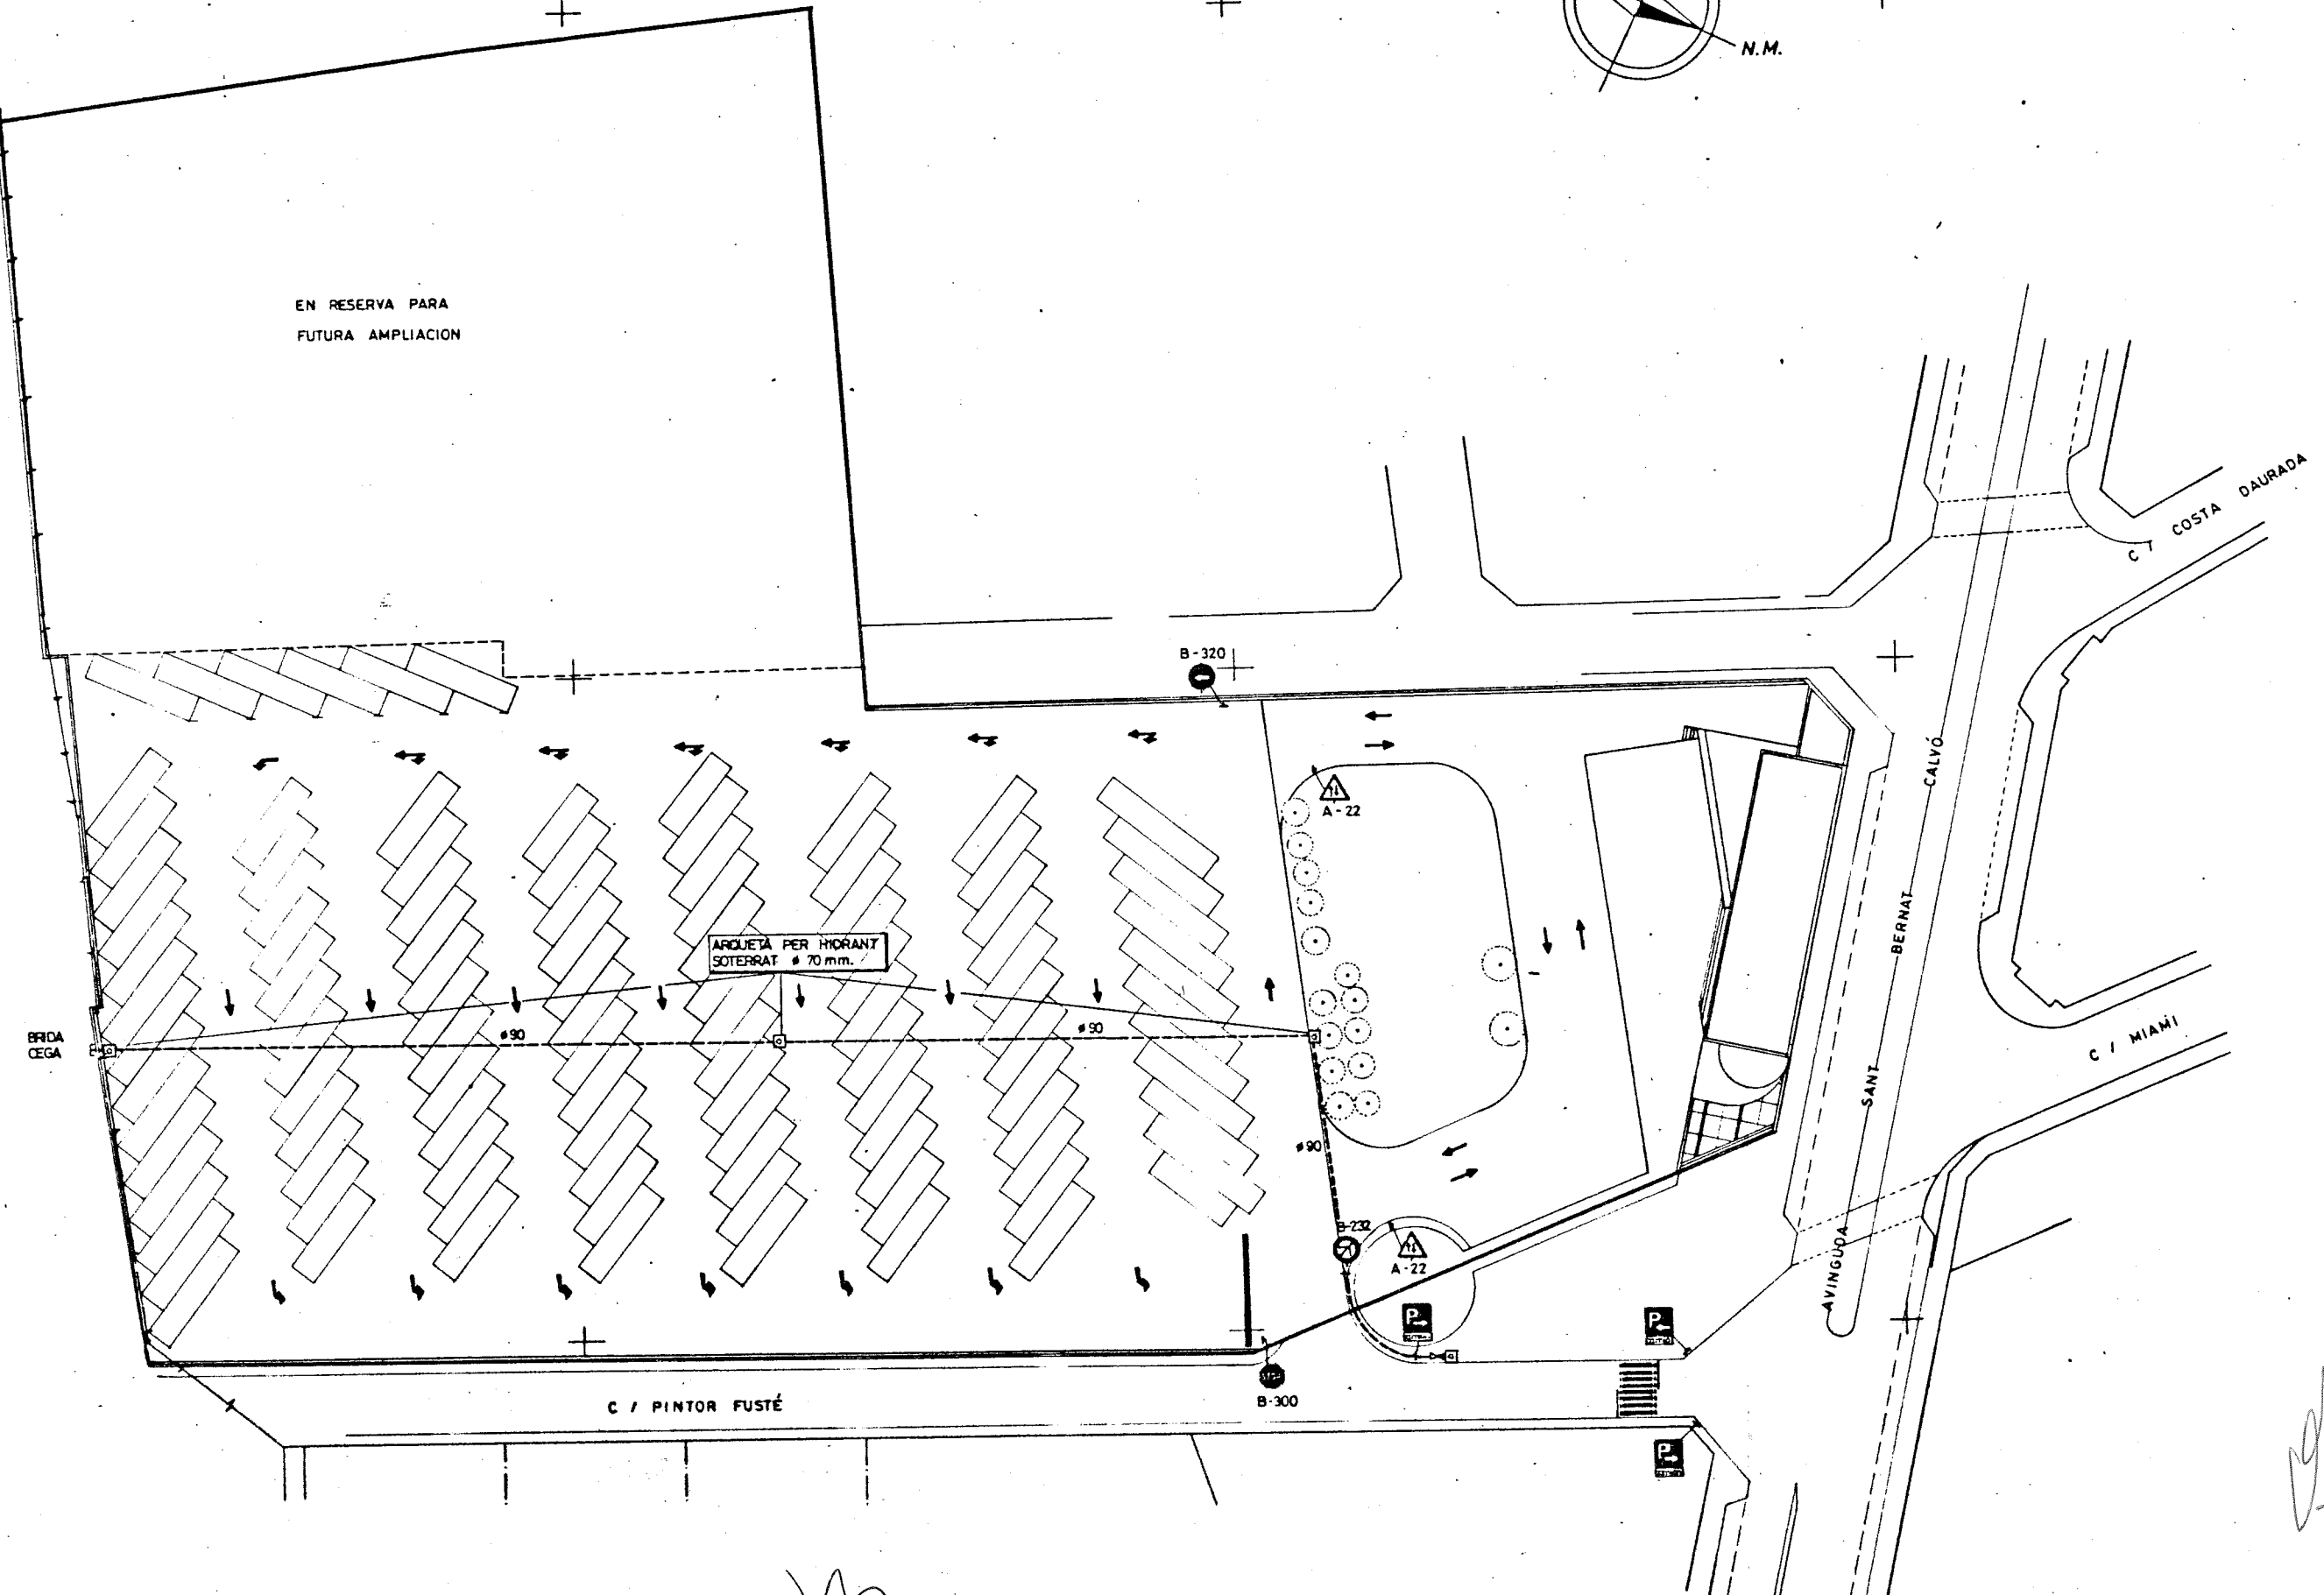 N.M.
EN RESERVA PARA
FUTURA AMPLIACION
C / COSTA DAURADA
B-320
A-22
AVINGUDA SANT BERNAT CALVÓ
ARQUETA PER HIDRANT
SOTERRAT ø 70 mm.
BRIDA
CEGA
ø90
ø90
C / MIAMI
ø90
B-232
A-22
P
P
C / PINTOR FUSTÉ
B-300
P